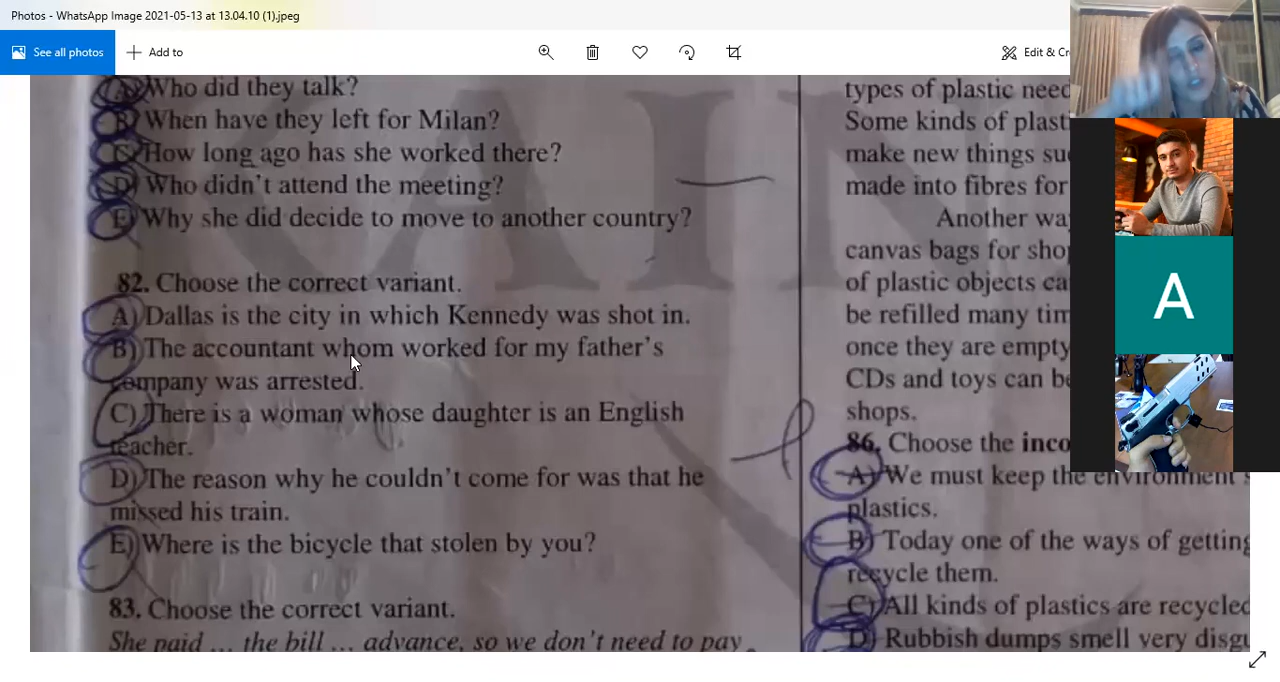 Photos - WhatsApp Image 2021-05-13 at 13.04.10 (1).jpeg
See all photos
Add to
Edit &
A) Who did they talk?
B) When have they left for Milan?
C) How long ago has she worked there?
D) Who didn't attend the meeting?
E) Why she did decide to move to another country?
82. Choose the correct variant.
A) Dallas is the city in which Kennedy was shot in.
B) The accountant whom worked for my father's
company was arrested.
C) There is a woman whose daughter is an English
teacher.
D) The reason why he couldn't come for was that he
missed his train.
E) Where is the bicycle that stolen by you?
83. Choose the correct variant.
She paid ... the bill ... advance, so we don't need to pay
types of plastic need
Some kinds of
make new things
made into fibres for
Another
canvas bags for
of plastic objects
be refilled many
once they are empty
CDs and toys can be
shops.
86. Choose the
A) We must keep the environment
plastics.
B) Today one of the ways of getting
recycle them.
C) All kinds of plastics are recycled
D) Rubbish dumps smell very
A